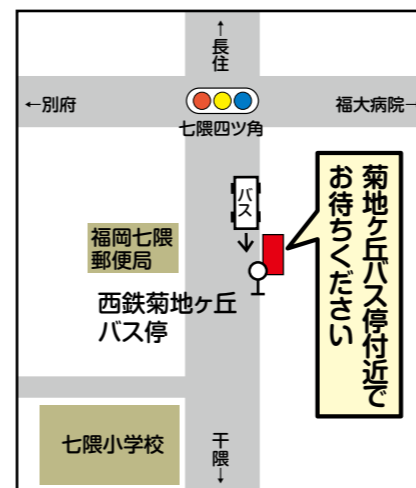 ↑長住
←別府
福大病院→
七隈四ツ角
バス
菊地ヶ丘バス停付近で
お待ちください
福岡七隈
郵便局
西鉄菊地ヶ丘
バス停
七隈小学校
干隈↓